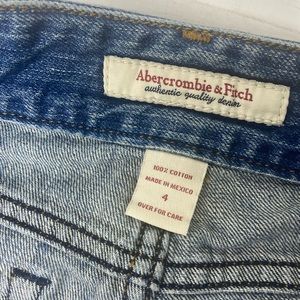 Abercrombie & Fitch
authentic quality denim
100% COTTON
MADE IN MEXICO
4
OVER FOR CARE